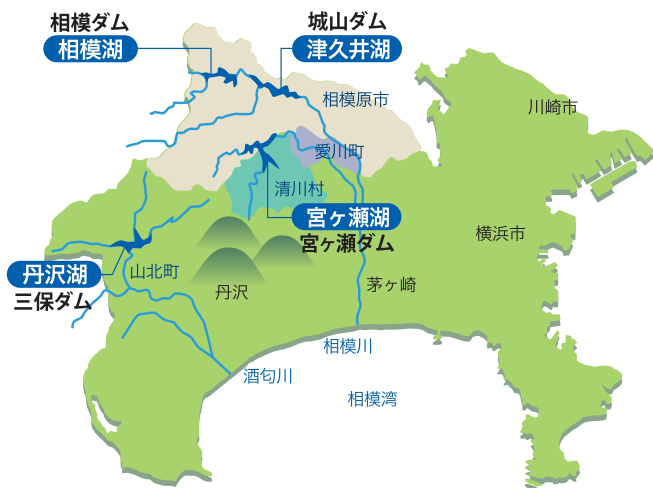 相模ダム
相模湖
城山ダム
津久井湖
相模原市
川崎市
愛川町
清川村
宮ヶ瀬湖
宮ヶ瀬ダム
横浜市
丹沢湖
三保ダム
山北町
丹沢
茅ヶ崎
相模川
酒匂川
相模湾